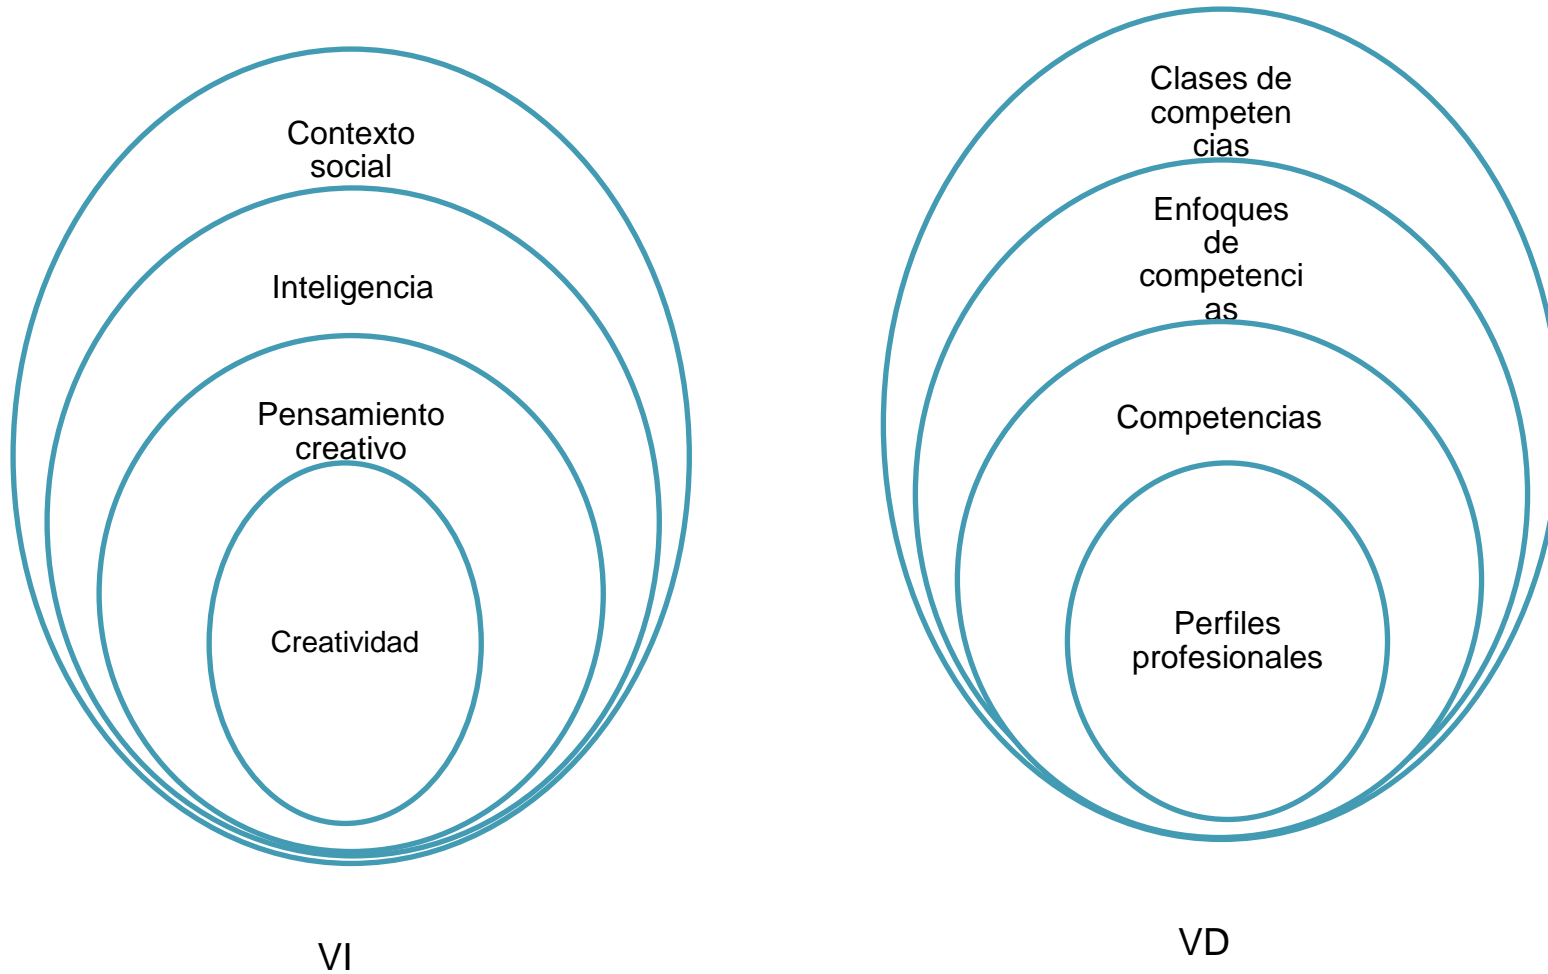 Contexto
social
Inteligencia
Pensamiento
creativo
Creatividad
VI
Clases de
competen
cias
Enfoques
de
competenci
as
Competencias
Perfiles
profesionales
VD